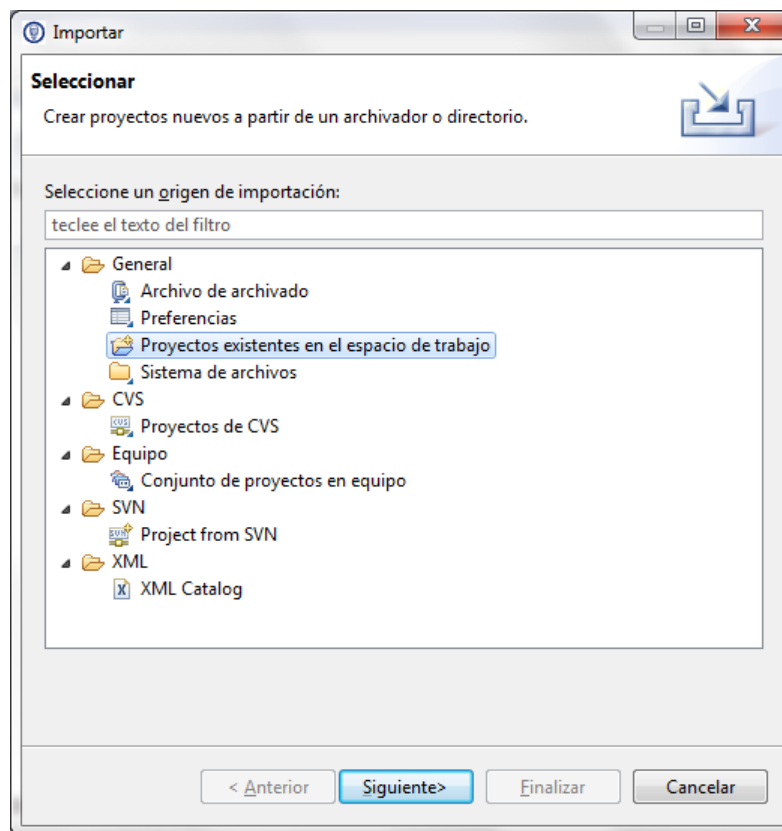 Importar
Seleccionar
Crear proyectos nuevos a partir de un archivador o directorio.
Seleccione un origen de importación:
teclee el texto del filtro
General
Archivo de archivado
Preferencias
Proyectos existentes en el espacio de trabajo
Sistema de archivos
CVS
Proyectos de CVS
Equipo
Conjunto de proyectos en equipo
SVN
Project from SVN
XML
XML Catalog
< Anterior Siguiente> Finalizar Cancelar